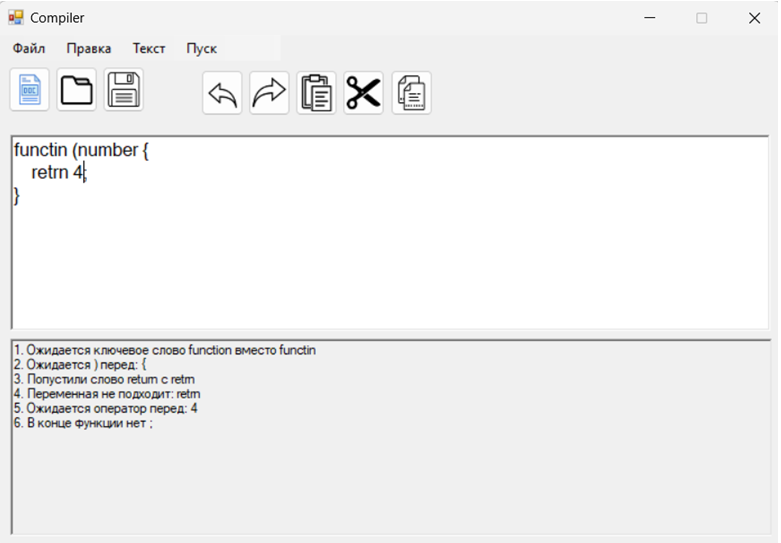 Compiler
Файл Правка Текст Пуск
DOC
functin (number {
retrn 4;
}
1. Ожидается ключевое слово function вместо functin
2. Ожидается ) перед: {
3. Попустили слово return с retrn
4. Переменная не подходит: retrn
5. Ожидается оператор перед: 4
6. В конце функции нет ;